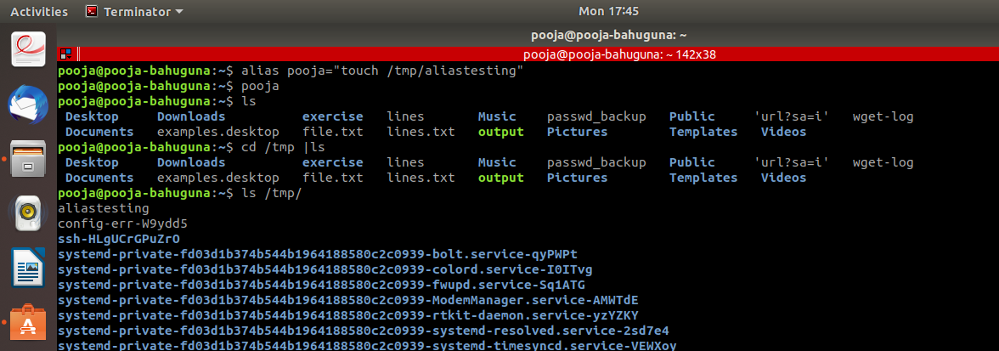 Activities Terminator Mon 17:45
pooja@pooja-bahuguna: ~
pooja@pooja-bahuguna: ~ 142x38
pooja@pooja-bahuguna:~$ alias pooja="touch /tmp/aliastesting"
pooja@pooja-bahuguna:~$ pooja
pooja@pooja-bahuguna:~$ ls
Desktop Downloads exercise lines Music passwd_backup Public 'url?sa=i' wget-log
Documents examples.desktop file.txt lines.txt output Pictures Templates Videos
pooja@pooja-bahuguna:~$ cd /tmp |ls
Desktop Downloads exercise lines Music passwd_backup Public 'url?sa=i' wget-log
Documents examples.desktop file.txt lines.txt output Pictures Templates Videos
pooja@pooja-bahuguna:~$ ls /tmp/
aliastesting
config-err-W9ydd5
ssh-HLgUCrGPuZrO
systemd-private-fd03d1b374b544b1964188580c2c0939-bolt.service-qyPWPt
systemd-private-fd03d1b374b544b1964188580c2c0939-colord.service-I0ITvg
systemd-private-fd03d1b374b544b1964188580c2c0939-fwupd.service-Sq1ATG
systemd-private-fd03d1b374b544b1964188580c2c0939-ModemManager.service-AMWTdE
systemd-private-fd03d1b374b544b1964188580c2c0939-rtkit-daemon.service-yzYZKY
systemd-private-fd03d1b374b544b1964188580c2c0939-systemd-resolved.service-2sd7e4
systemd-private-fd03d1b374b544b1964188580c2c0939-systemd-timesyncd.service-VEWXoy